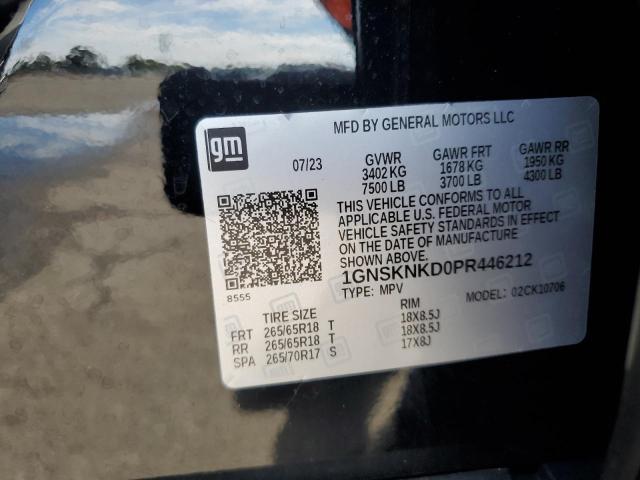 MFD BY GENERAL MOTORS LLC
gm
07/23
GVWR GAWR FRT GAWR RR
3402 KG 1678 KG 1950 KG
7500 LB 3700 LB 4300 LB
THIS VEHICLE CONFORMS TO ALL
APPLICABLE U.S. FEDERAL MOTOR
VEHICLE SAFETY STANDARDS IN EFFECT
ON THE DATE OF MANUFACTURE
SHOWN ABOVE.
1GNSKNKD0PR446212
8555
TYPE: MPV MODEL: 02CK10706
TIRE SIZE RIM
FRT 265/65R18 T 18X8.5J
RR 265/65R18 T 18X8.5J
SPA 265/70R17 S 17X8J